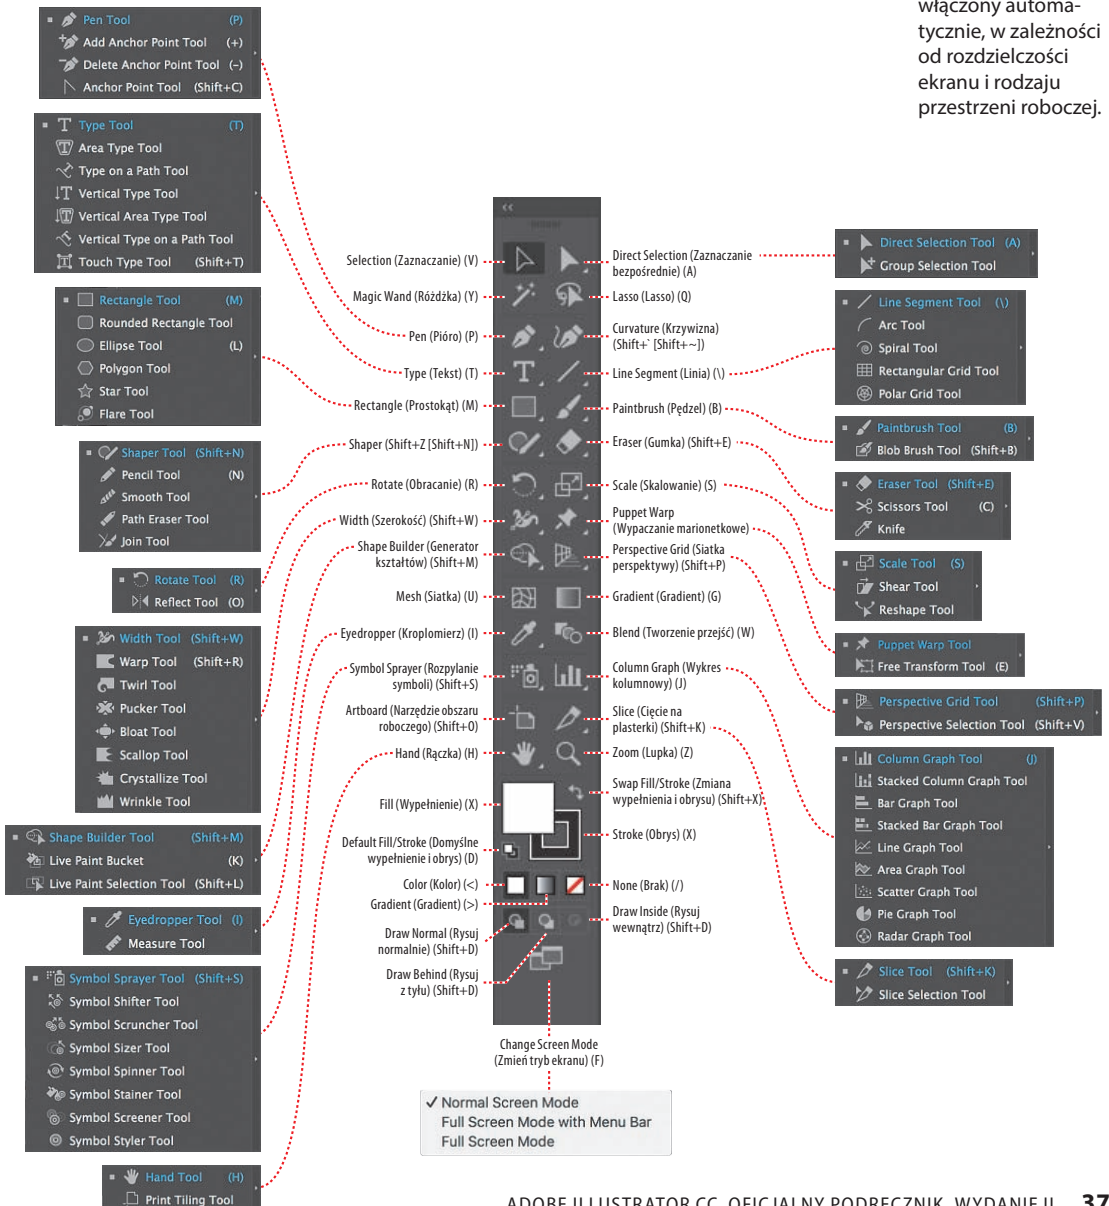 włączony automa-
tycznie, w zależności
od rozdzielczości
ekranu i rodzaju
przestrzeni roboczej.
Pen Tool (P)
Add Anchor Point Tool (+)
Delete Anchor Point Tool (–)
Anchor Point Tool (Shift+C)
Type Tool (T)
Area Type Tool
Type on a Path Tool
Vertical Type Tool
Vertical Area Type Tool
Vertical Type on a Path Tool
Touch Type Tool (Shift+T)
Rectangle Tool (M)
Rounded Rectangle Tool
Ellipse Tool (L)
Polygon Tool
Star Tool
Flare Tool
Shaper Tool (Shift+N)
Pencil Tool (N)
Smooth Tool
Path Eraser Tool
Join Tool
Rotate Tool (R)
Reflect Tool (O)
Width Tool (Shift+W)
Warp Tool (Shift+R)
Twirl Tool
Pucker Tool
Bloat Tool
Scallop Tool
Crystallize Tool
Wrinkle Tool
Shape Builder Tool (Shift+M)
Live Paint Bucket (K)
Live Paint Selection Tool (Shift+L)
Eyedropper Tool (I)
Measure Tool
Symbol Sprayer Tool (Shift+S)
Symbol Shifter Tool
Symbol Scruncher Tool
Symbol Sizer Tool
Symbol Spinner Tool
Symbol Stainer Tool
Symbol Screener Tool
Symbol Styler Tool
Hand Tool (H)
Print Tiling Tool
Selection (Zaznaczanie) (V)
Magic Wand (Różdżka) (Y)
Pen (Pióro) (P)
Type (Tekst) (T)
Rectangle (Prostokąt) (M)
Shaper (Shift+Z [Shift+N])
Rotate (Obracanie) (R)
Width (Szerokość) (Shift+W)
Shape Builder (Generator
kształtów) (Shift+M)
Mesh (Siatka) (U)
Eyedropper (Kroplomierz) (I)
Symbol Sprayer (Rozpylanie
symboli) (Shift+S)
Artboard (Narzędzie obszaru
roboczego) (Shift+O)
Hand (Rączka) (H)
Fill (Wypełnienie) (X)
Default Fill/Stroke (Domyślne
wypełnienie i obrys) (D)
Color (Kolor) (<)
Gradient (Gradient) (>)
Draw Normal (Rysuj
normalnie) (Shift+D)
Draw Behind (Rysuj
z tyłu) (Shift+D)
Direct Selection (Zaznaczanie
bezpośrednie) (A)
Lasso (Lasso) (Q)
Curvature (Krzywizna)
(Shift+` [Shift+~])
Line Segment (Linia) (\)
Paintbrush (Pędzel) (B)
Eraser (Gumka) (Shift+E)
Scale (Skalowanie) (S)
Puppet Warp
(Wypaczanie marionetkowe)
Perspective Grid (Siatka
perspektywy) (Shift+P)
Gradient (Gradient) (G)
Blend (Tworzenie przejść) (W)
Column Graph (Wykres
kolumnowy) (J)
Slice (Cięcie na
plasterki) (Shift+K)
Zoom (Lupka) (Z)
Swap Fill/Stroke (Zmiana
wypełnienia i obrysu) (Shift+X)
Stroke (Obrys) (X)
None (Brak) (/)
Draw Inside (Rysuj
wewnątrz) (Shift+D)
Change Screen Mode
(Zmień tryb ekranu) (F)
✓ Normal Screen Mode
Full Screen Mode with Menu Bar
Full Screen Mode
Direct Selection Tool (A)
Group Selection Tool
Line Segment Tool (\)
Arc Tool
Spiral Tool
Rectangular Grid Tool
Polar Grid Tool
Paintbrush Tool (B)
Blob Brush Tool (Shift+B)
Eraser Tool (Shift+E)
Scissors Tool (C)
Knife
Scale Tool (S)
Shear Tool
Reshape Tool
Puppet Warp Tool
Free Transform Tool (E)
Perspective Grid Tool (Shift+P)
Perspective Selection Tool (Shift+V)
Column Graph Tool (J)
Stacked Column Graph Tool
Bar Graph Tool
Stacked Bar Graph Tool
Line Graph Tool
Area Graph Tool
Scatter Graph Tool
Pie Graph Tool
Radar Graph Tool
Slice Tool (Shift+K)
Slice Selection Tool
ADOBE ILLUSTRATOR CC. OFICJALNY PODRĘCZNIK. WYDANIE II 37